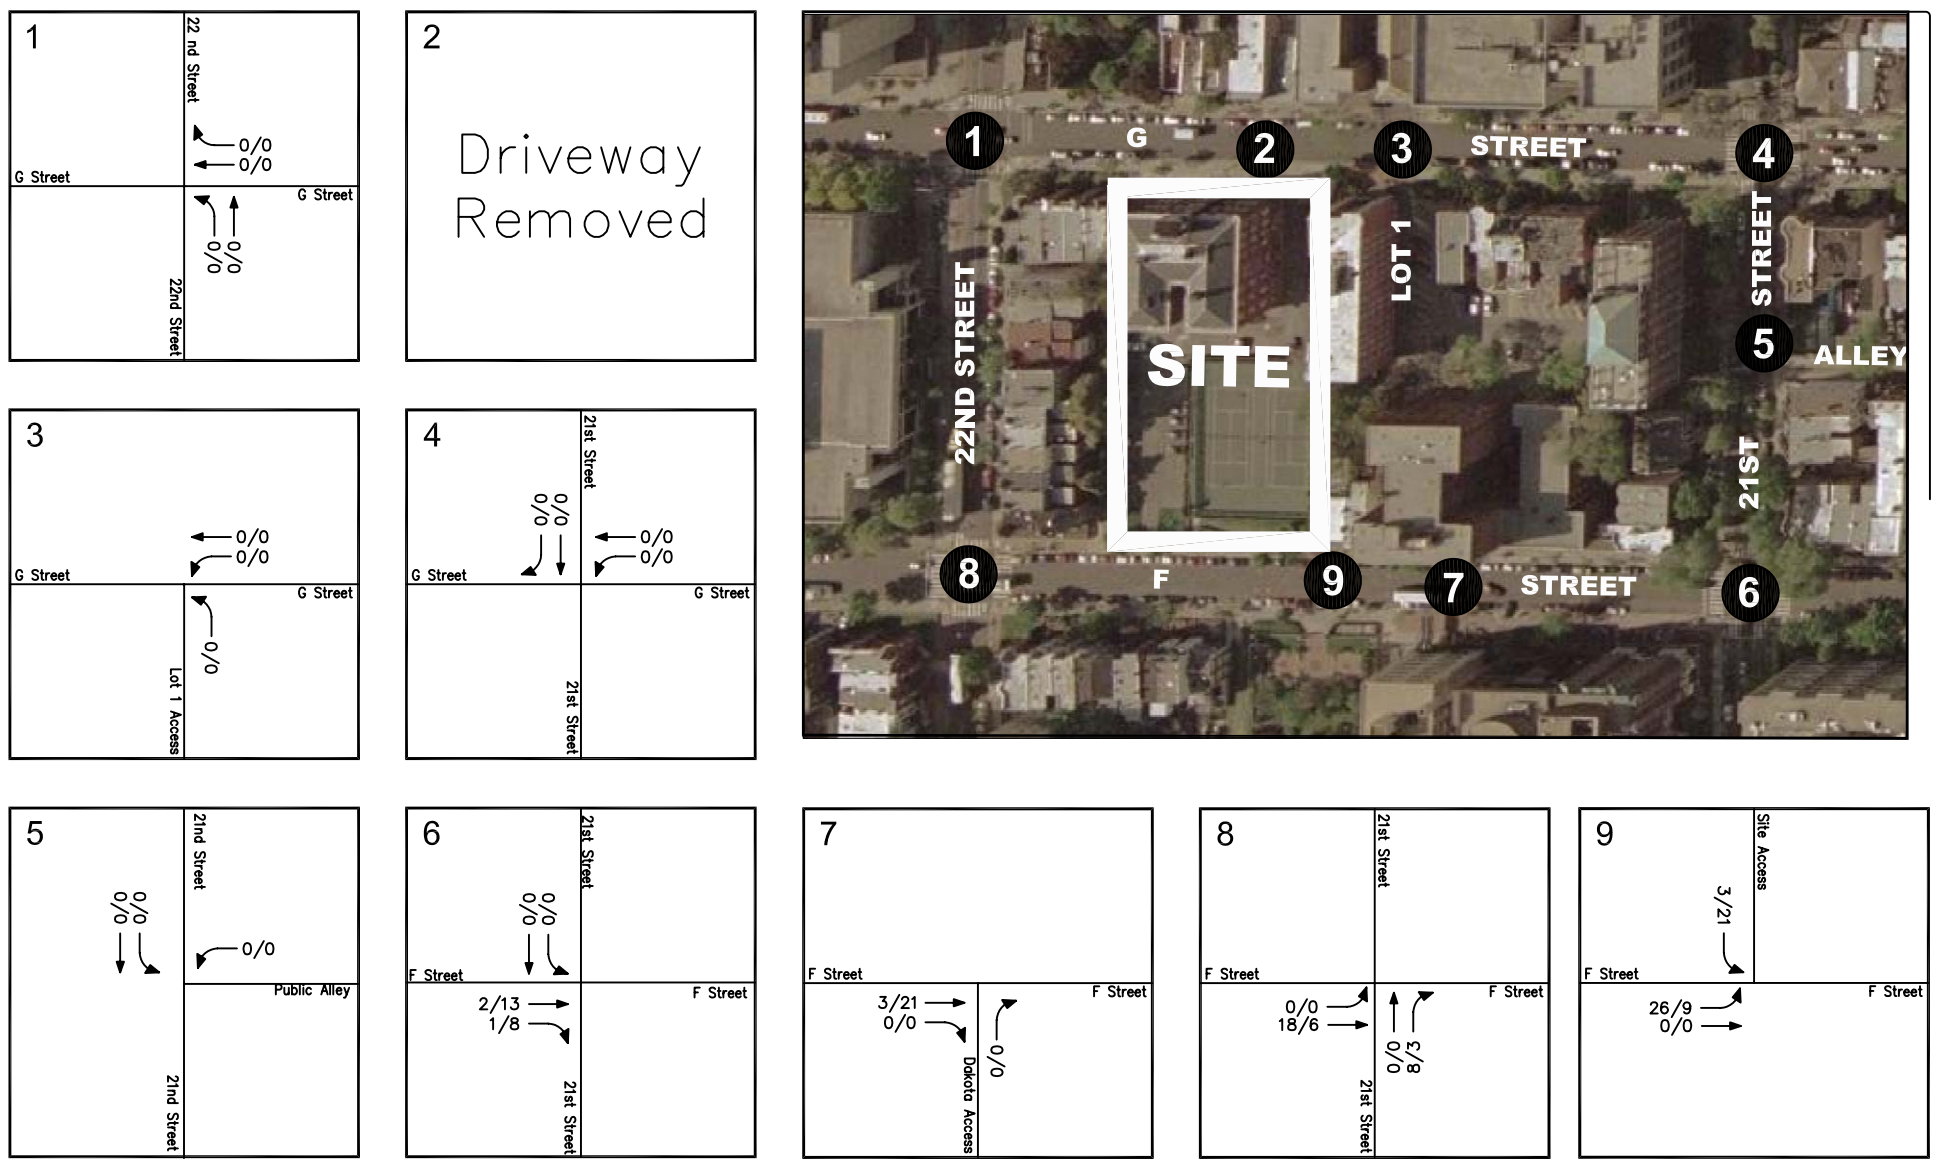 1
22 nd Street
0/0
0/0
G Street
G Street
0/0
0/0
22nd Street
2
Driveway
Removed
3
0/0
0/0
G Street
G Street
0/0
Lot 1 Access
4
21st Street
0/0
0/0
0/0
0/0
G Street
G Street
21st Street
1
G
2
3
STREET
4
22ND STREET
LOT 1
21ST STREET
5
ALLEY
SITE
8
F
9
7
STREET
6
5
21nd Street
0/0
0/0
0/0
Public Alley
21nd Street
6
21st Street
0/0
0/0
F Street
F Street
2/13
1/8
21st Street
7
F Street
F Street
3/21
0/0
0/0
Dakota Access
8
21st Street
F Street
F Street
0/0
18/6
0/0
8/3
21st Street
9
Site Access
3/21
F Street
F Street
26/9
0/0